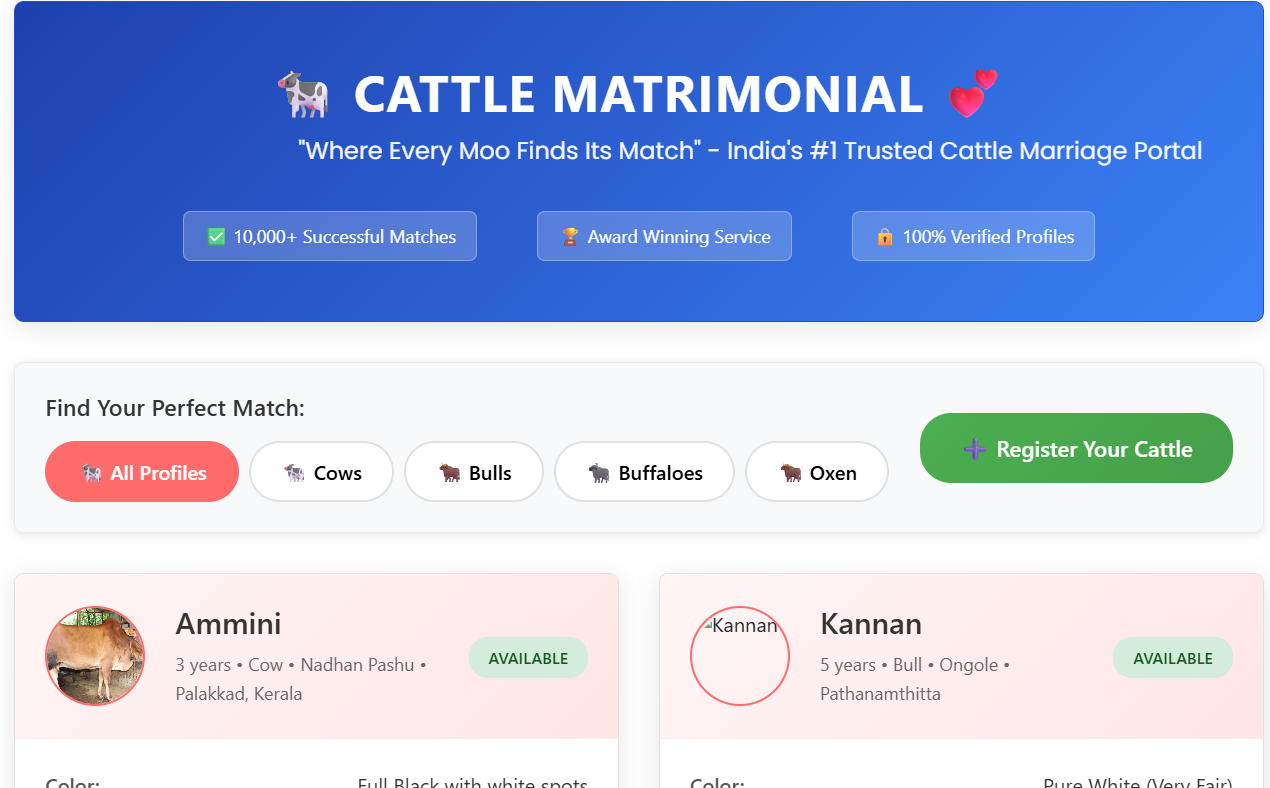 CATTLE MATRIMONIAL
"Where Every Moo Finds Its Match" - India's #1 Trusted Cattle Marriage Portal
10,000+ Successful Matches
Award Winning Service
100% Verified Profiles
Find Your Perfect Match:
All Profiles
Cows
Bulls
Buffaloes
Oxen
Register Your Cattle
Ammini
3 years • Cow • Nadhan Pashu •
Palakkad, Kerala
AVAILABLE
Kannan
Kannan
5 years • Bull • Ongole •
Pathanamthitta
AVAILABLE
Color:
Full Black with white spots
Color:
Pure White (Very Fair)